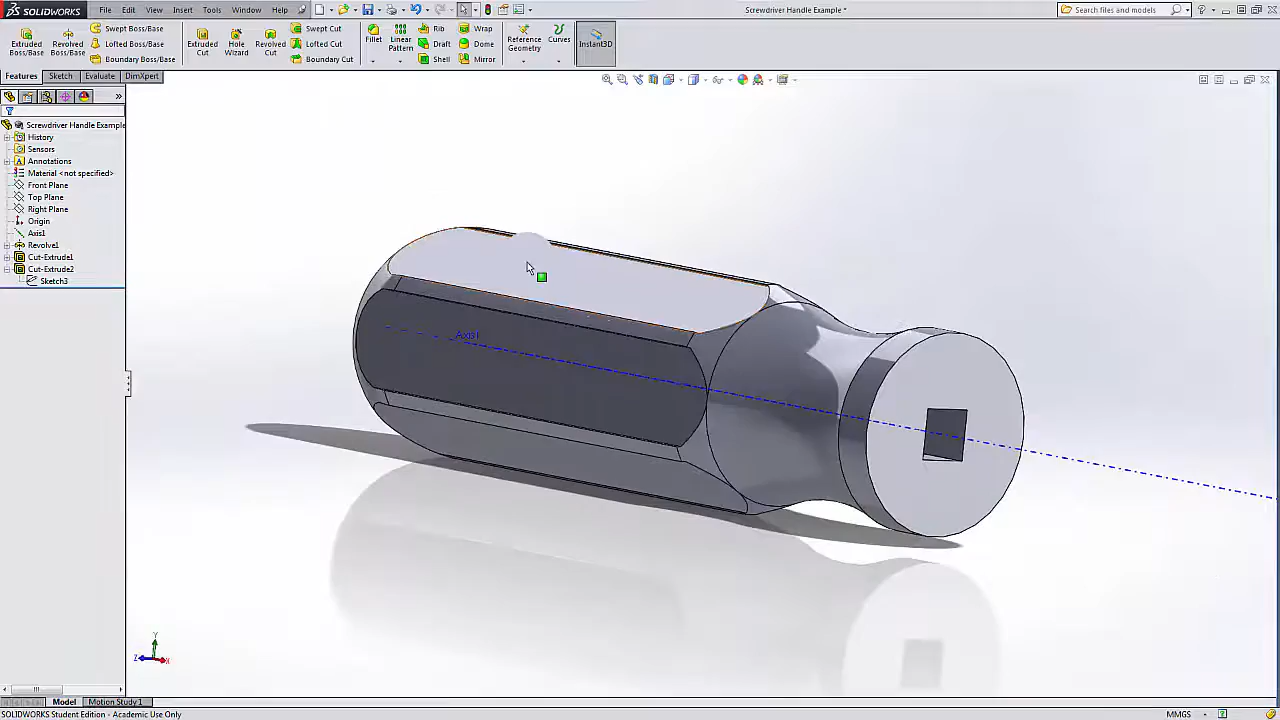 SOLIDWORKS File Edit View Insert Tools Window Help Screwdriver Handle Example * Search files and models
Extruded Boss/Base Revolved Boss/Base Swept Boss/Base Lofted Boss/Base Boundary Boss/Base Extruded Cut Hole Wizard Revolved Cut Swept Cut Lofted Cut Boundary Cut Fillet Linear Pattern Rib Draft Shell Wrap Dome Mirror Reference Geometry Curves Instant3D
Features Sketch Evaluate DimXpert
Screwdriver Handle Example
History
Sensors
Annotations
Material <not specified>
Front Plane
Top Plane
Right Plane
Origin
Axis1
Revolve1
Cut-Extrude1
Cut-Extrude2
Sketch3
Axis1
Y
Z X
Model Motion Study 1
SOLIDWORKS Student Edition - Academic Use Only MMGS